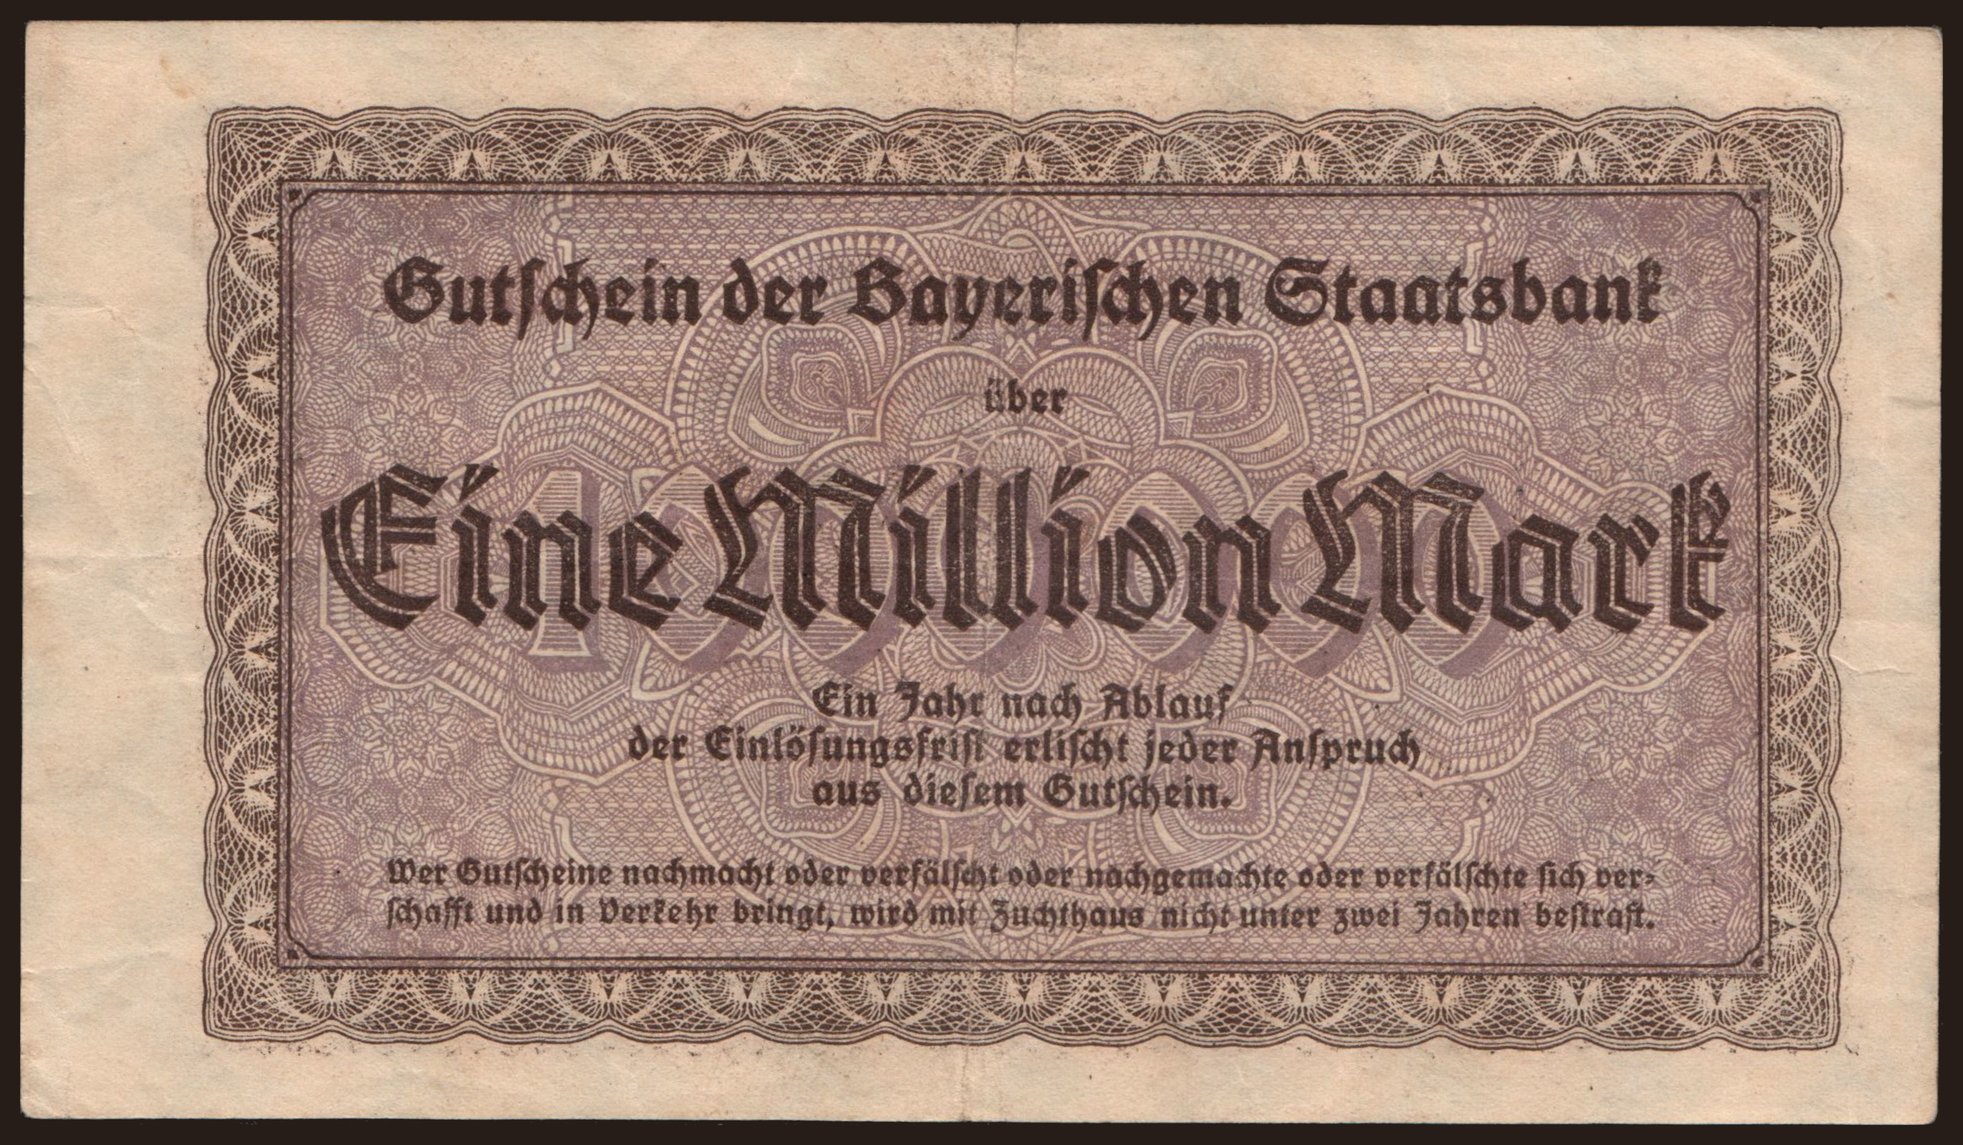 Gutschein der Bayerischen Staatsbank
über
1000000
Eine Million Mark
Ein Jahr nach Ablauf
der Einlösungsfrist erlischt jeder Anspruch
aus diesem Gutschein.
Wer Gutscheine nachmacht oder verfälscht oder nachgemachte oder verfälschte sich ver-
schafft und in Verkehr bringt, wird mit Zuchthaus nicht unter zwei Jahren bestraft.